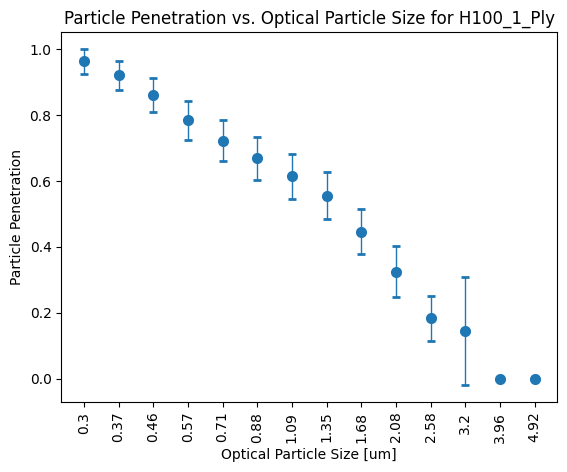 Particle Penetration vs. Optical Particle Size for H100_1_Ply
1.0
0.8
0.6
0.4
0.2
0.0
Particle Penetration
0.3 0.37 0.46 0.57 0.71 0.88 1.09 1.35 1.68 2.08 2.58 3.2 3.96 4.92
Optical Particle Size [um]